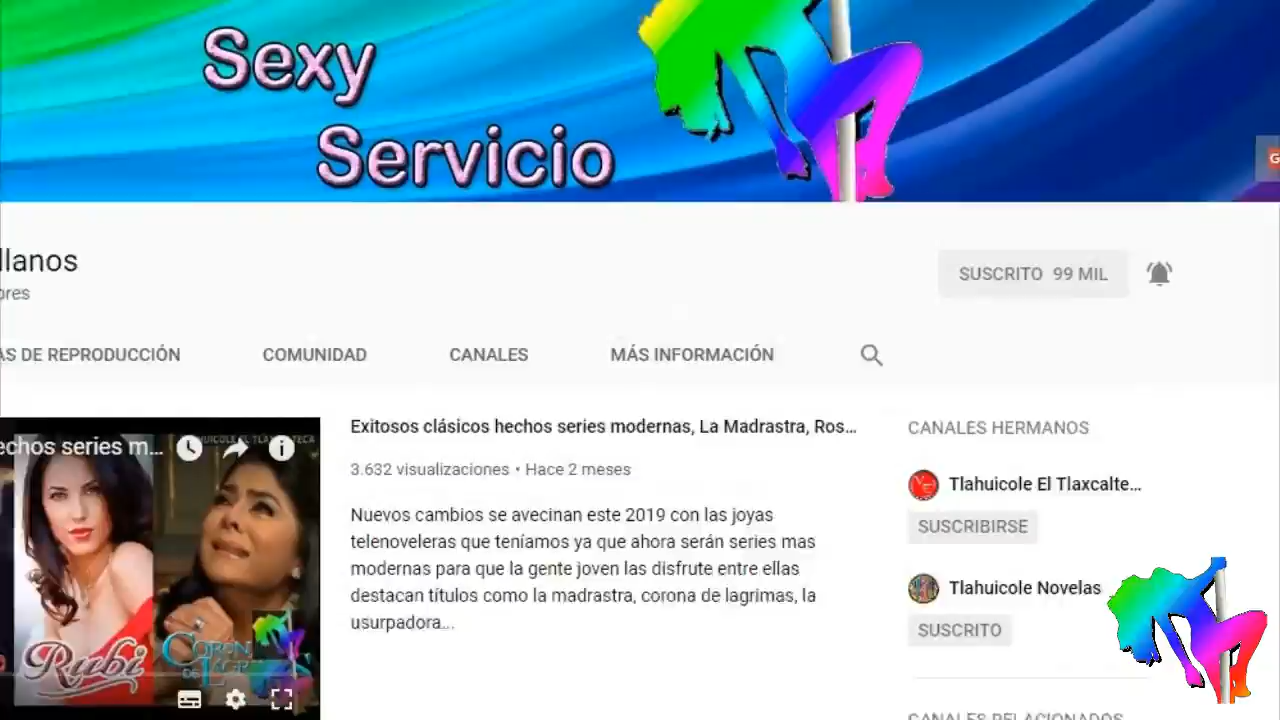 Sexy
Servicio
llanos
SUSCRITO 99 MIL
ores
AS DE REPRODUCCIÓN COMUNIDAD CANALES MÁS INFORMACIÓN
Exitosos clásicos hechos series modernas, La Madrastra, Ros...
CANALES HERMANOS
echos series m...
3.632 visualizaciones • Hace 2 meses
Tlahuicole El Tlaxcalte...
SUSCRIBIRSE
Nuevos cambios se avecinan este 2019 con las joyas
telenoveleras que teníamos ya que ahora serán series mas
modernas para que la gente joven las disfrute entre ellas
destacan títulos como la madrastra, corona de lagrimas, la
usurpadora...
Tlahuicole Novelas
SUSCRITO
Rubi
CANALES RELACIONADOS